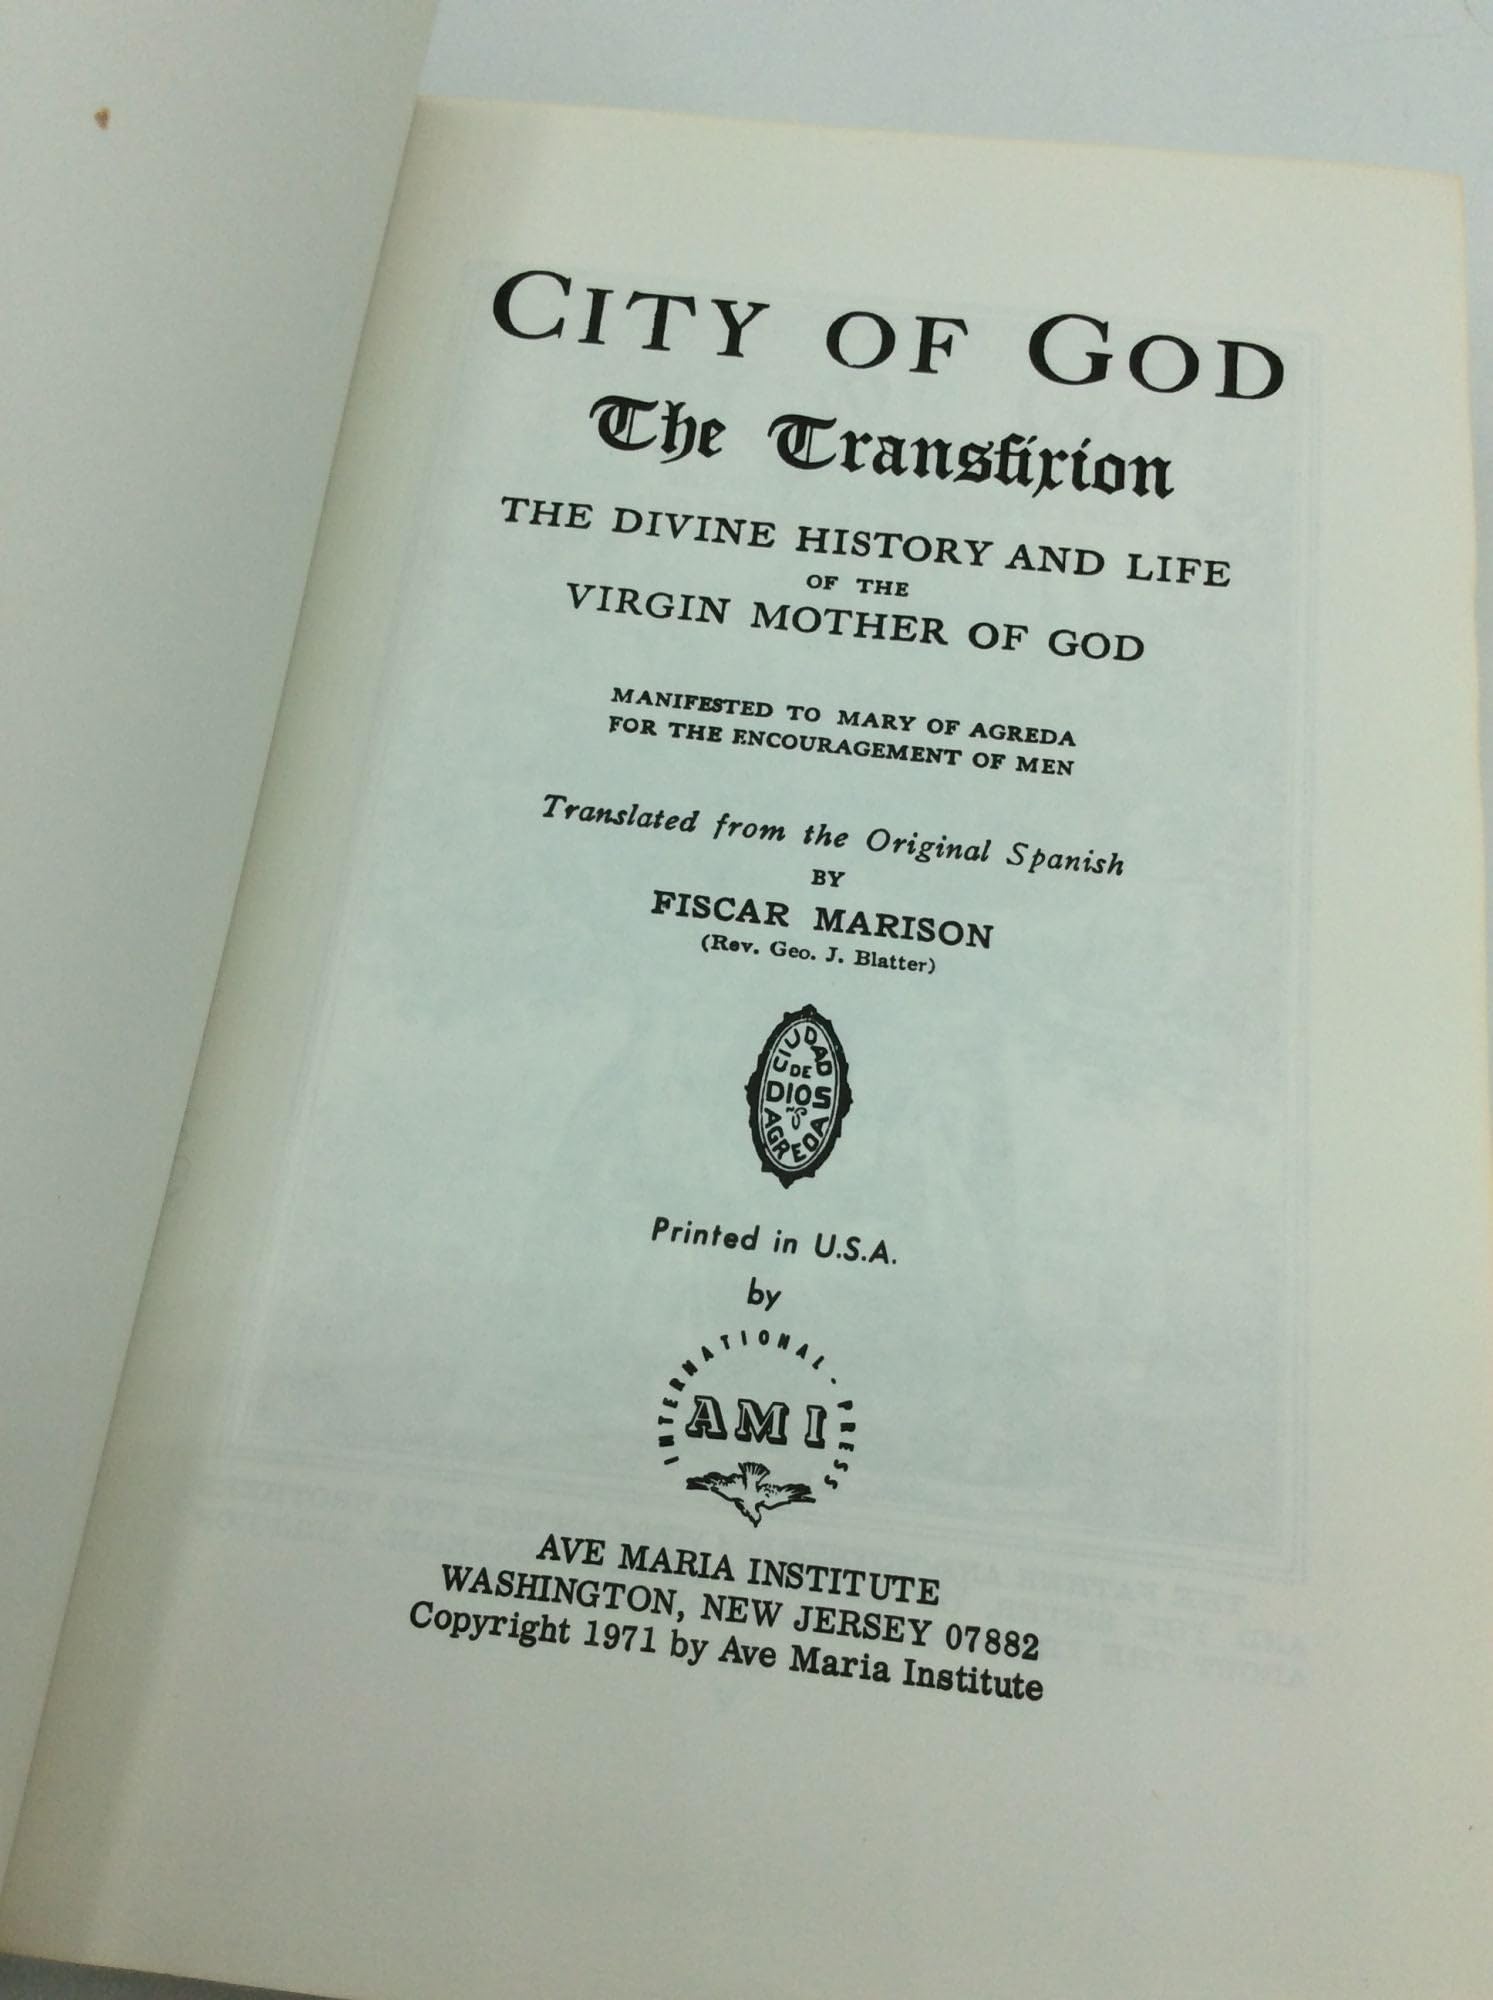 CITY OF GOD
The Transfixion
THE DIVINE HISTORY AND LIFE
OF THE
VIRGIN MOTHER OF GOD
MANIFESTED TO MARY OF AGREDA
FOR THE ENCOURAGEMENT OF MEN
Translated from the Original Spanish
BY
FISCAR MARISON
(Rev. Geo. J. Blatter)
CIUDAD
DE
DIOS
AGREDA
Printed in U.S.A.
by
INTERNATIONAL · PRESS
AMI
AVE MARIA INSTITUTE
WASHINGTON, NEW JERSEY 07882
Copyright 1971 by Ave Maria Institute